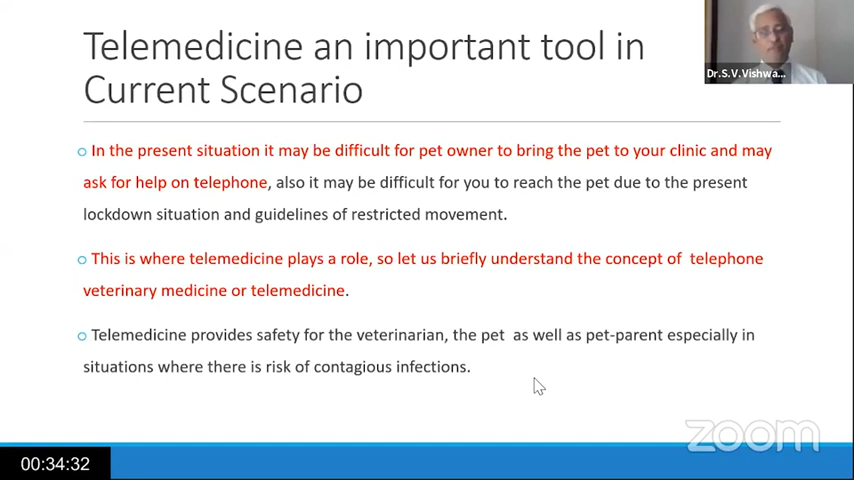 Telemedicine an important tool in
Current Scenario
Dr.S.V.Vishwa...
o In the present situation it may be difficult for pet owner to bring the pet to your clinic and may
ask for help on telephone, also it may be difficult for you to reach the pet due to the present
lockdown situation and guidelines of restricted movement.
o This is where telemedicine plays a role, so let us briefly understand the concept of telephone
veterinary medicine or telemedicine.
o Telemedicine provides safety for the veterinarian, the pet as well as pet-parent especially in
situations where there is risk of contagious infections.
zoom
00:34:32